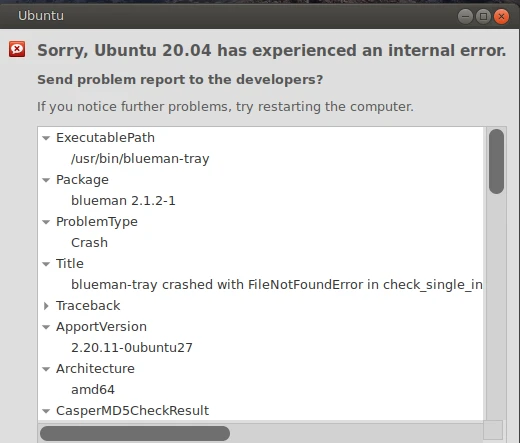 Ubuntu
Sorry, Ubuntu 20.04 has experienced an internal error.
Send problem report to the developers?
If you notice further problems, try restarting the computer.
ExecutablePath
/usr/bin/blueman-tray
Package
blueman 2.1.2-1
ProblemType
Crash
Title
blueman-tray crashed with FileNotFoundError in check_single_in
Traceback
ApportVersion
2.20.11-0ubuntu27
Architecture
amd64
CasperMD5CheckResult